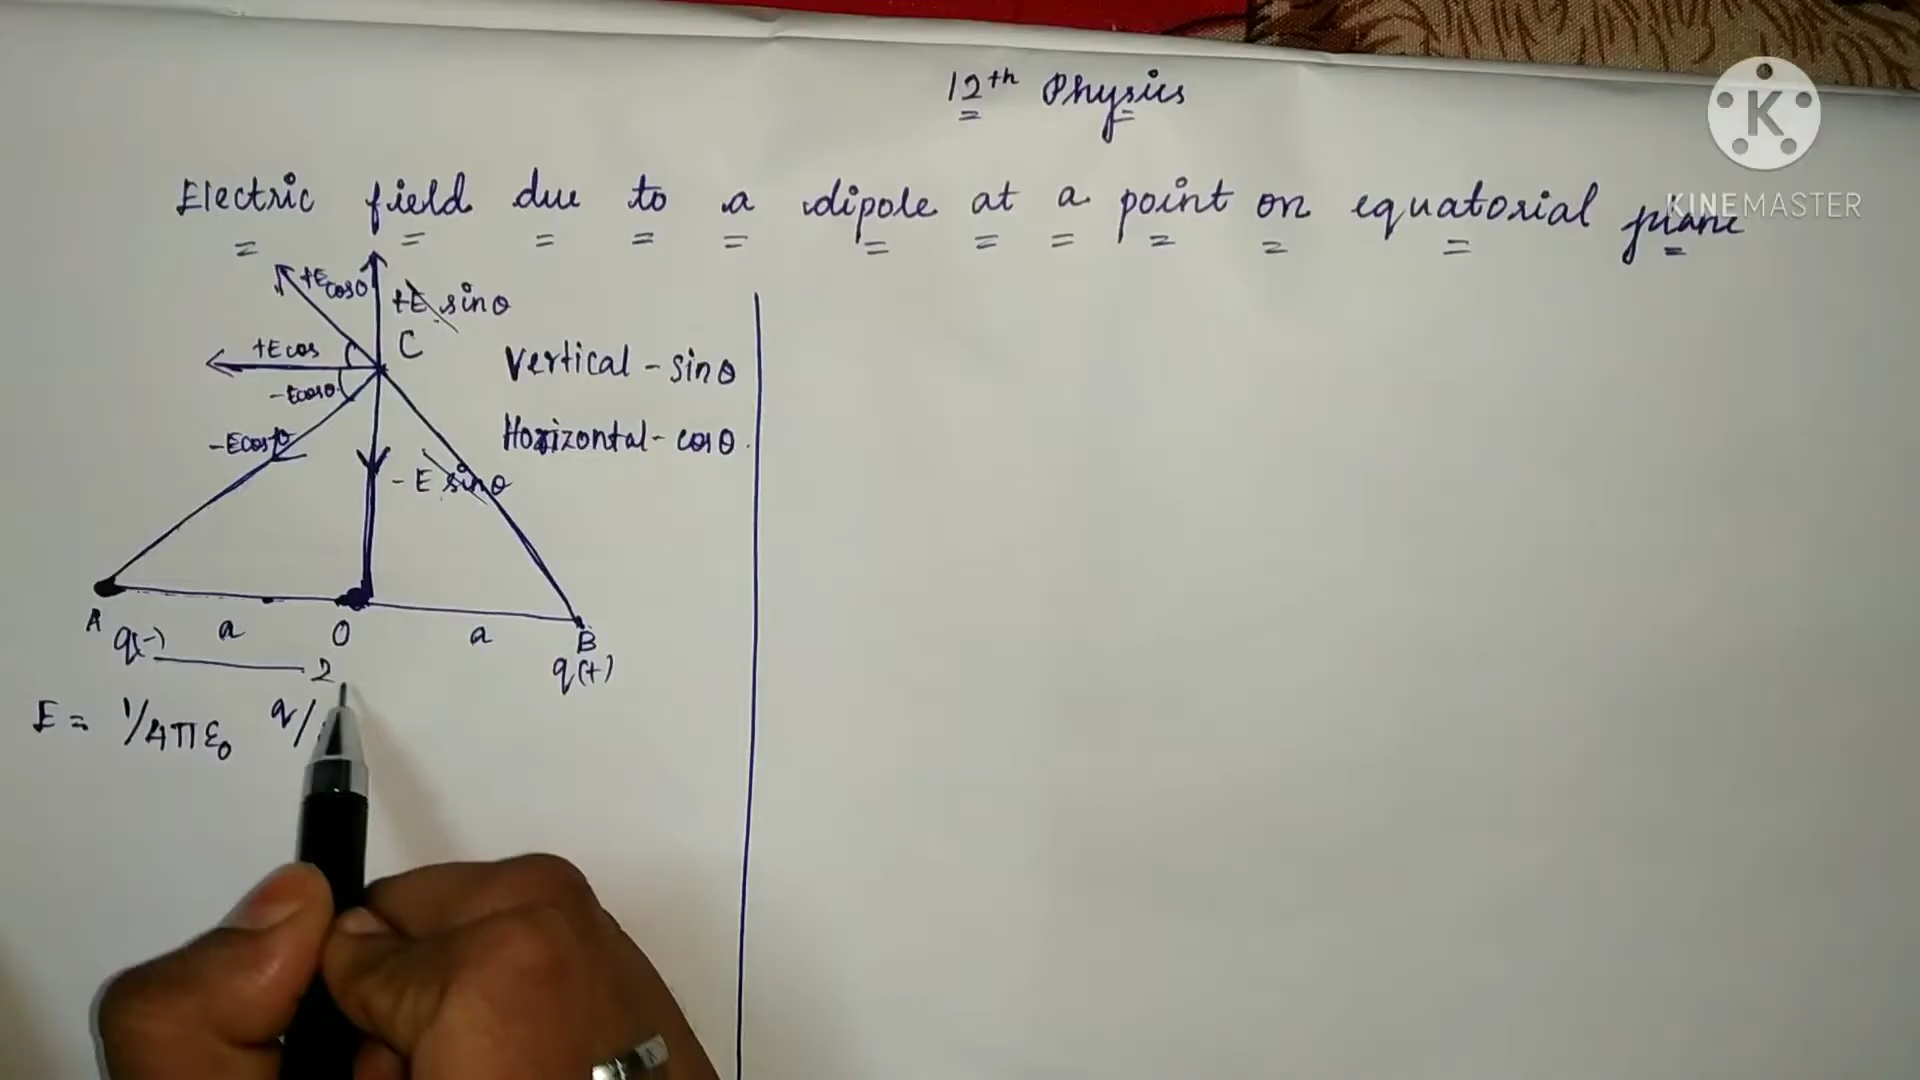 12th Physics
K
KINEMASTER
Electric field due to a dipole at a point on equatorial plane
+E cosθ
+E sinθ
C
+E cos
-E cosθ
Vertical - sinθ
-E cosθ
Horizontal - cosθ
-E sinθ
A
a
O
a
B
q(-)
q(+)
2
E = 1/4πε0 q/